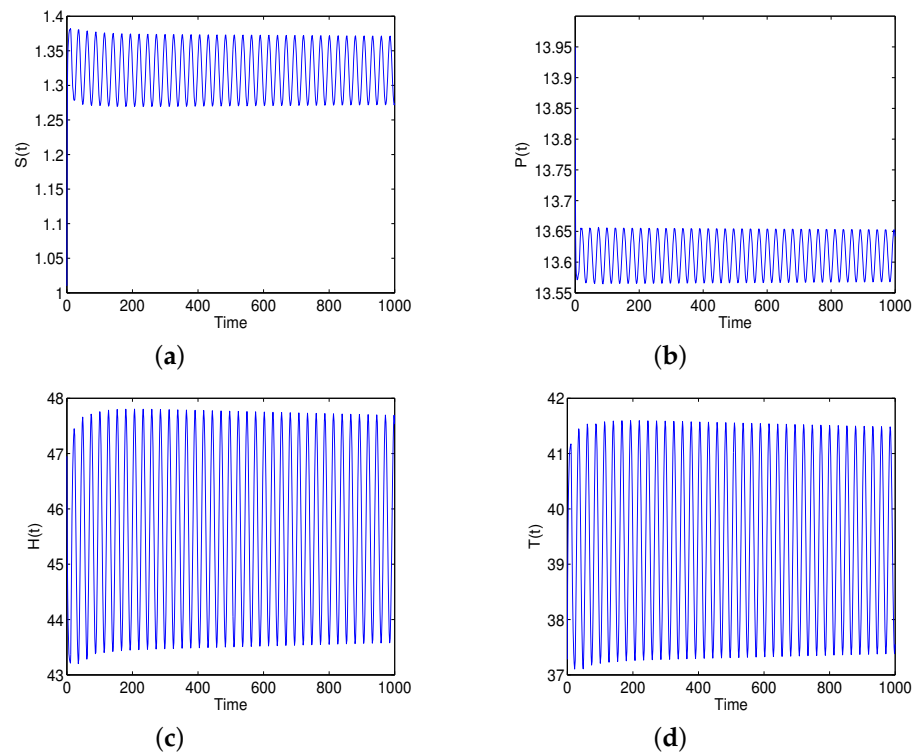 1.4
1.35
1.3
1.25
1.2
1.15
1.1
1.05
1
S(t)
0 200 400 600 800 1000
Time
(a)
13.95
13.9
13.85
13.8
13.75
13.7
13.65
13.6
13.55
P(t)
0 200 400 600 800 1000
Time
(b)
48
47
46
45
44
43
H(t)
0 200 400 600 800 1000
Time
(c)
42
41
40
39
38
37
T(t)
0 200 400 600 800 1000
Time
(d)